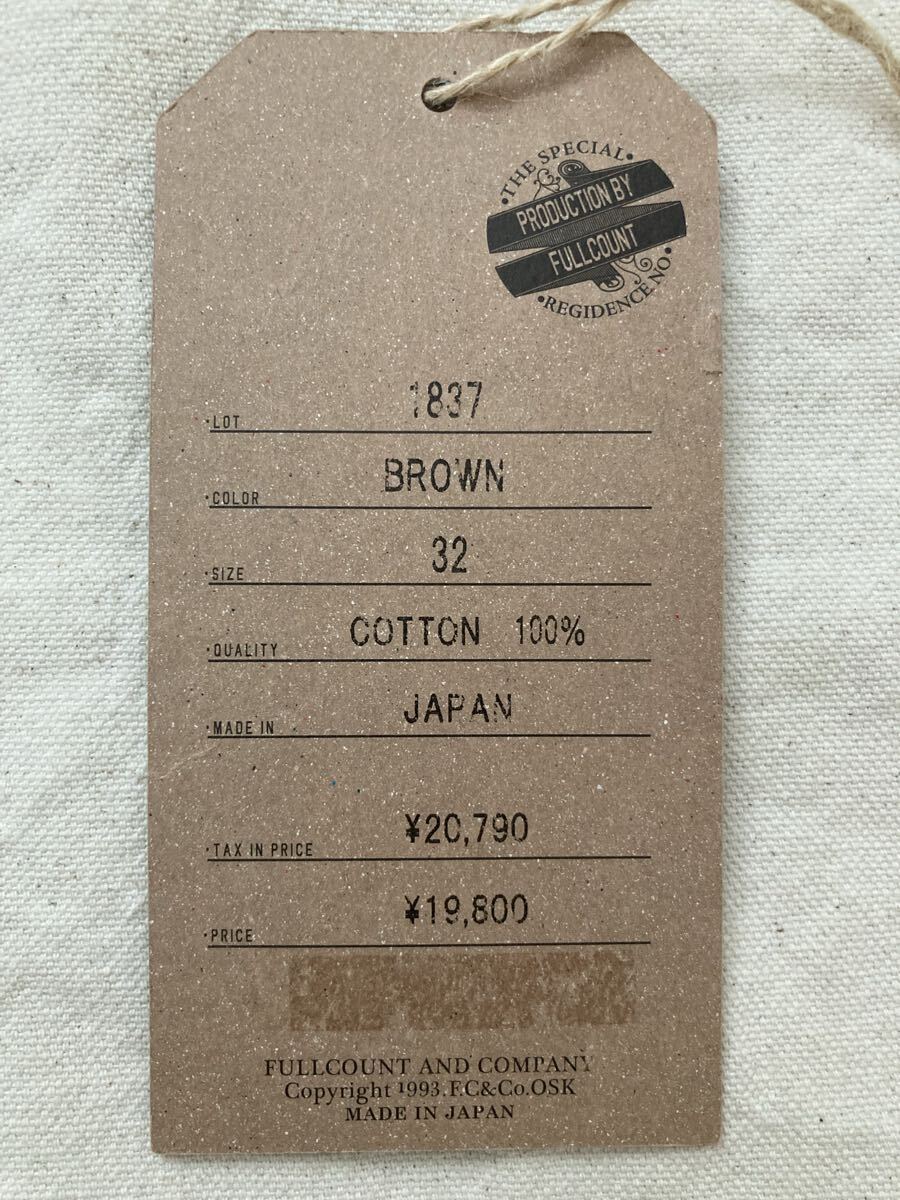 •THE SPECIAL•
PRODUCTION BY
FULLCOUNT
•REGIDENCE NO•
·LOT 1837
·COLOR BROWN
·SIZE 32
·QUALITY COTTON 100%
·MADE IN JAPAN
·TAX IN PRICE ¥20,790
·PRICE ¥19,800
FULLCOUNT AND COMPANY
Copyright 1993.F.C&Co.OSK
MADE IN JAPAN